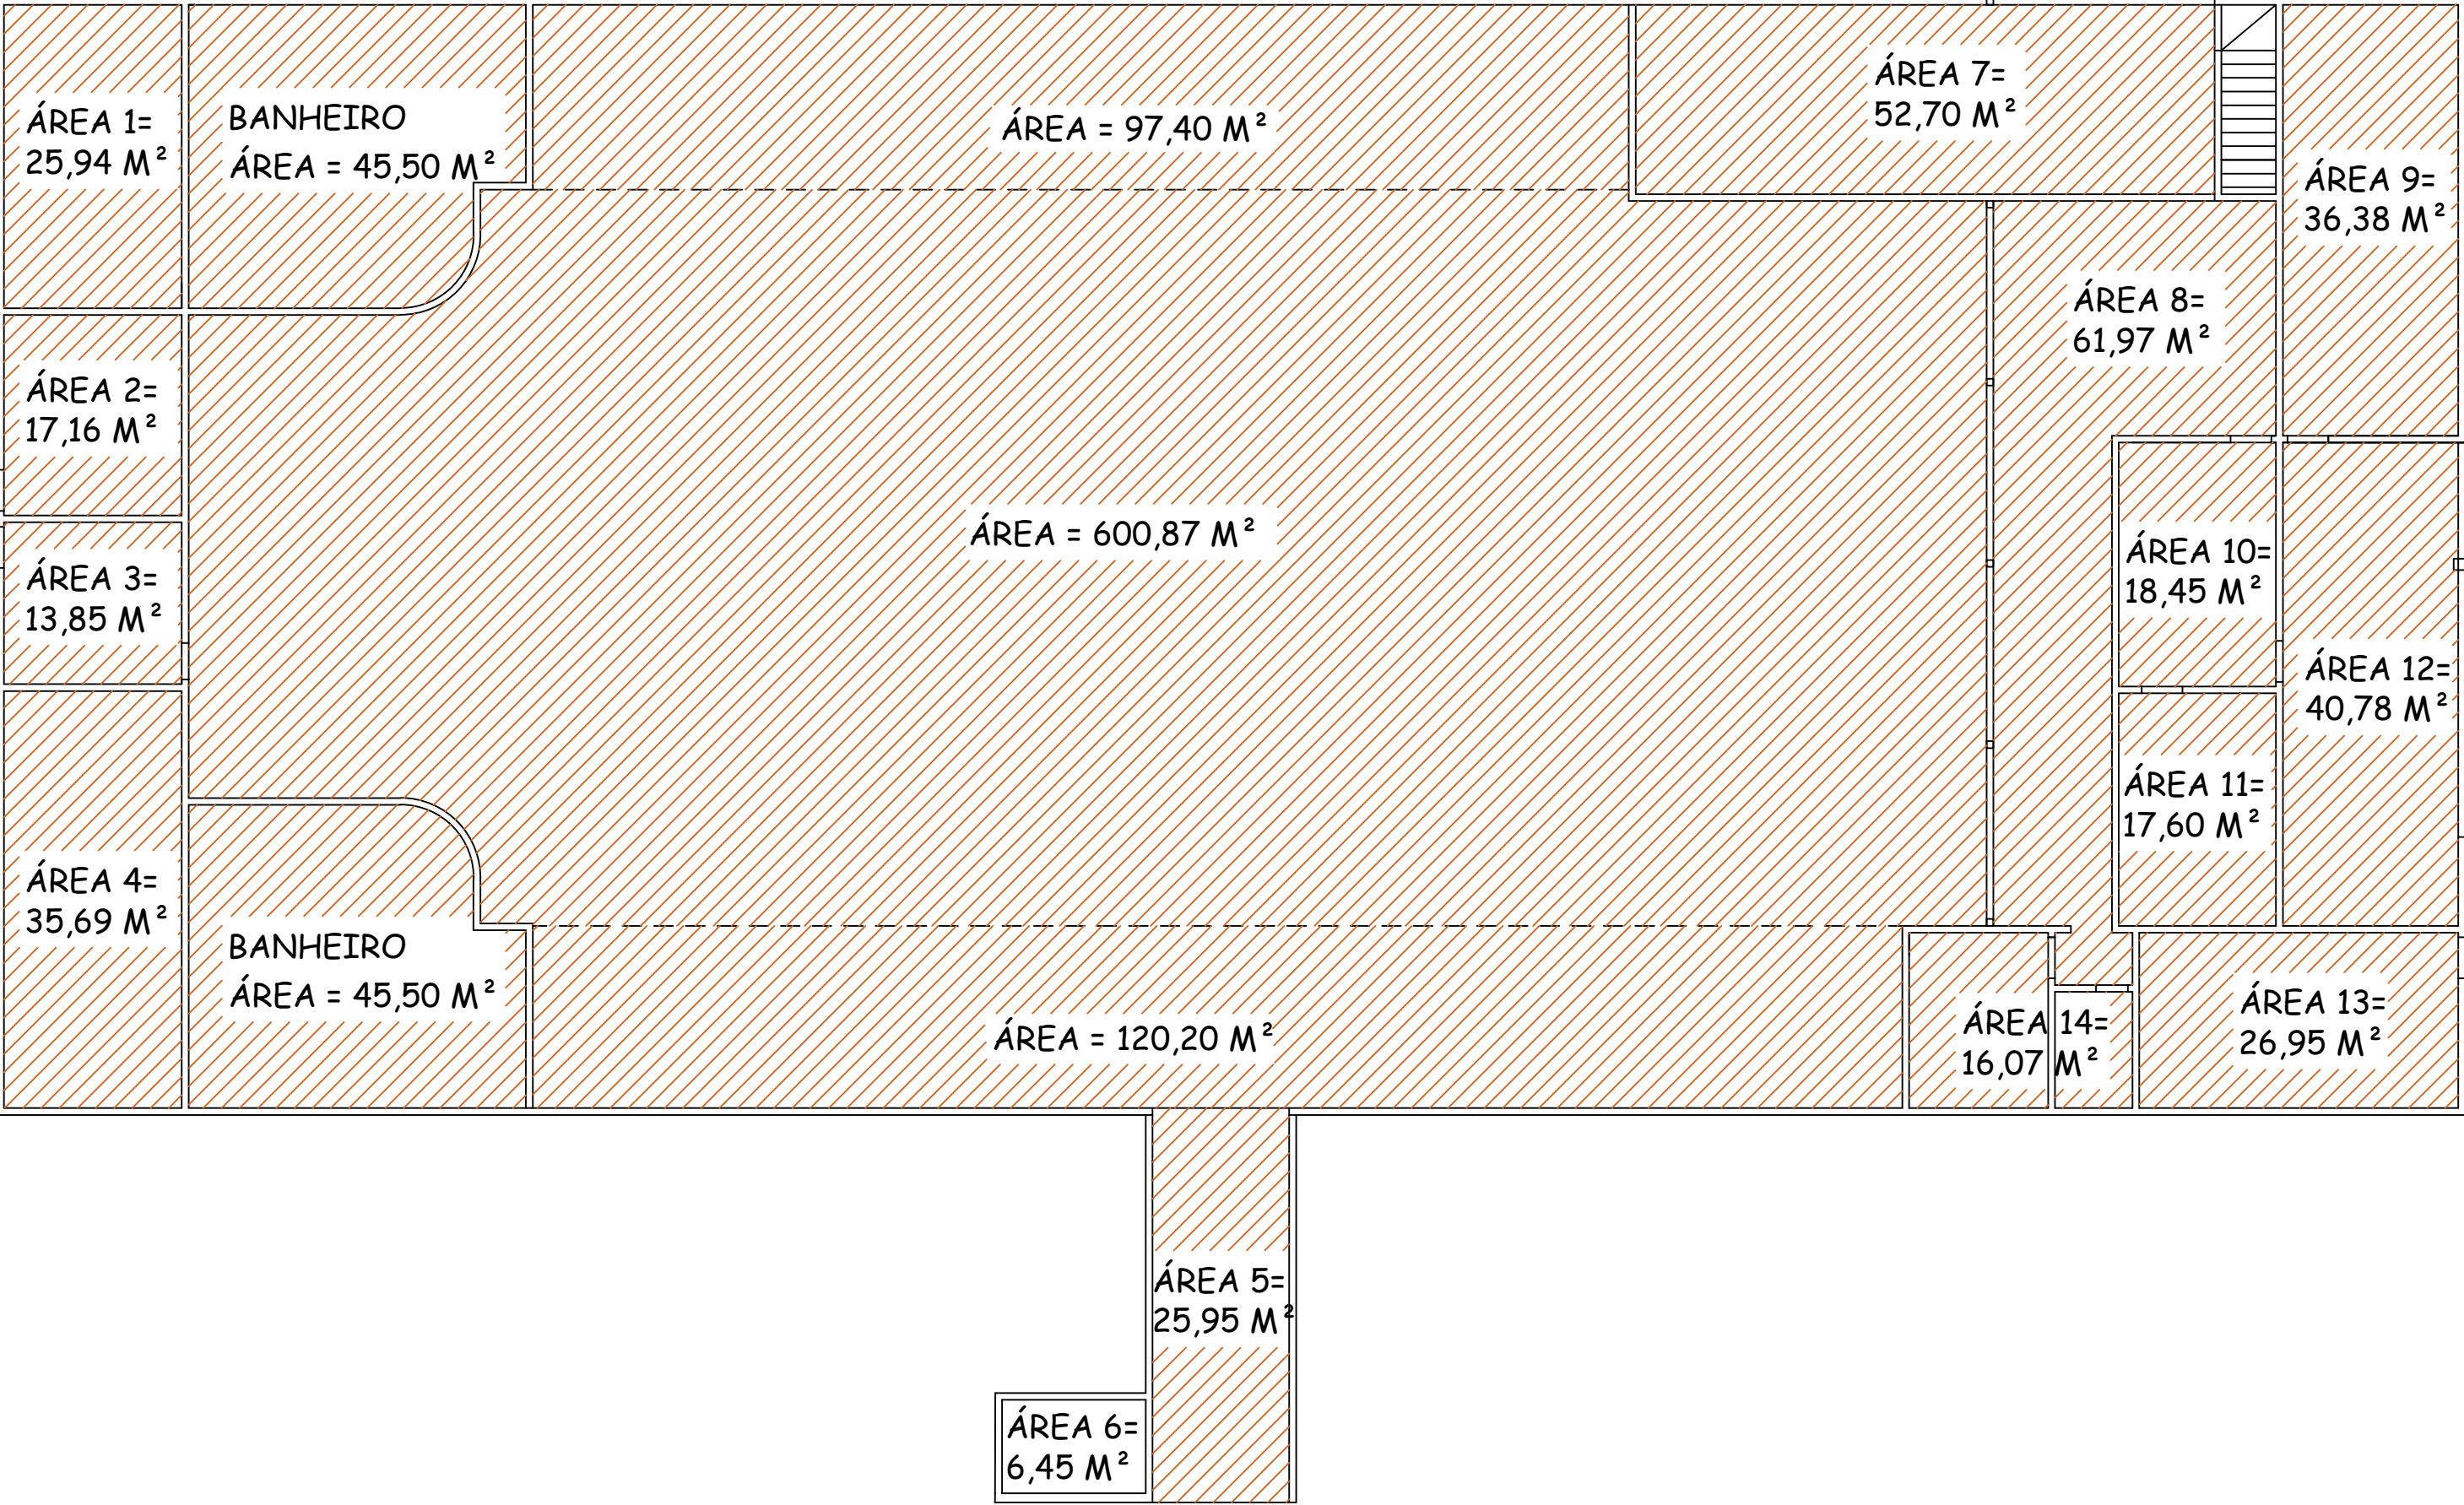 ÁREA 1=
25,94 M²
BANHEIRO
ÁREA = 45,50 M²
ÁREA = 97,40 M²
ÁREA 7=
52,70 M²
ÁREA 9=
36,38 M²
ÁREA 8=
61,97 M²
ÁREA 2=
17,16 M²
ÁREA = 600,87 M²
ÁREA 3=
13,85 M²
ÁREA 10=
18,45 M²
ÁREA 12=
40,78 M²
ÁREA 11=
17,60 M²
ÁREA 4=
35,69 M²
BANHEIRO
ÁREA = 45,50 M²
ÁREA = 120,20 M²
ÁREA 14=
16,07 M²
ÁREA 13=
26,95 M²
ÁREA 5=
25,95 M²
ÁREA 6=
6,45 M²